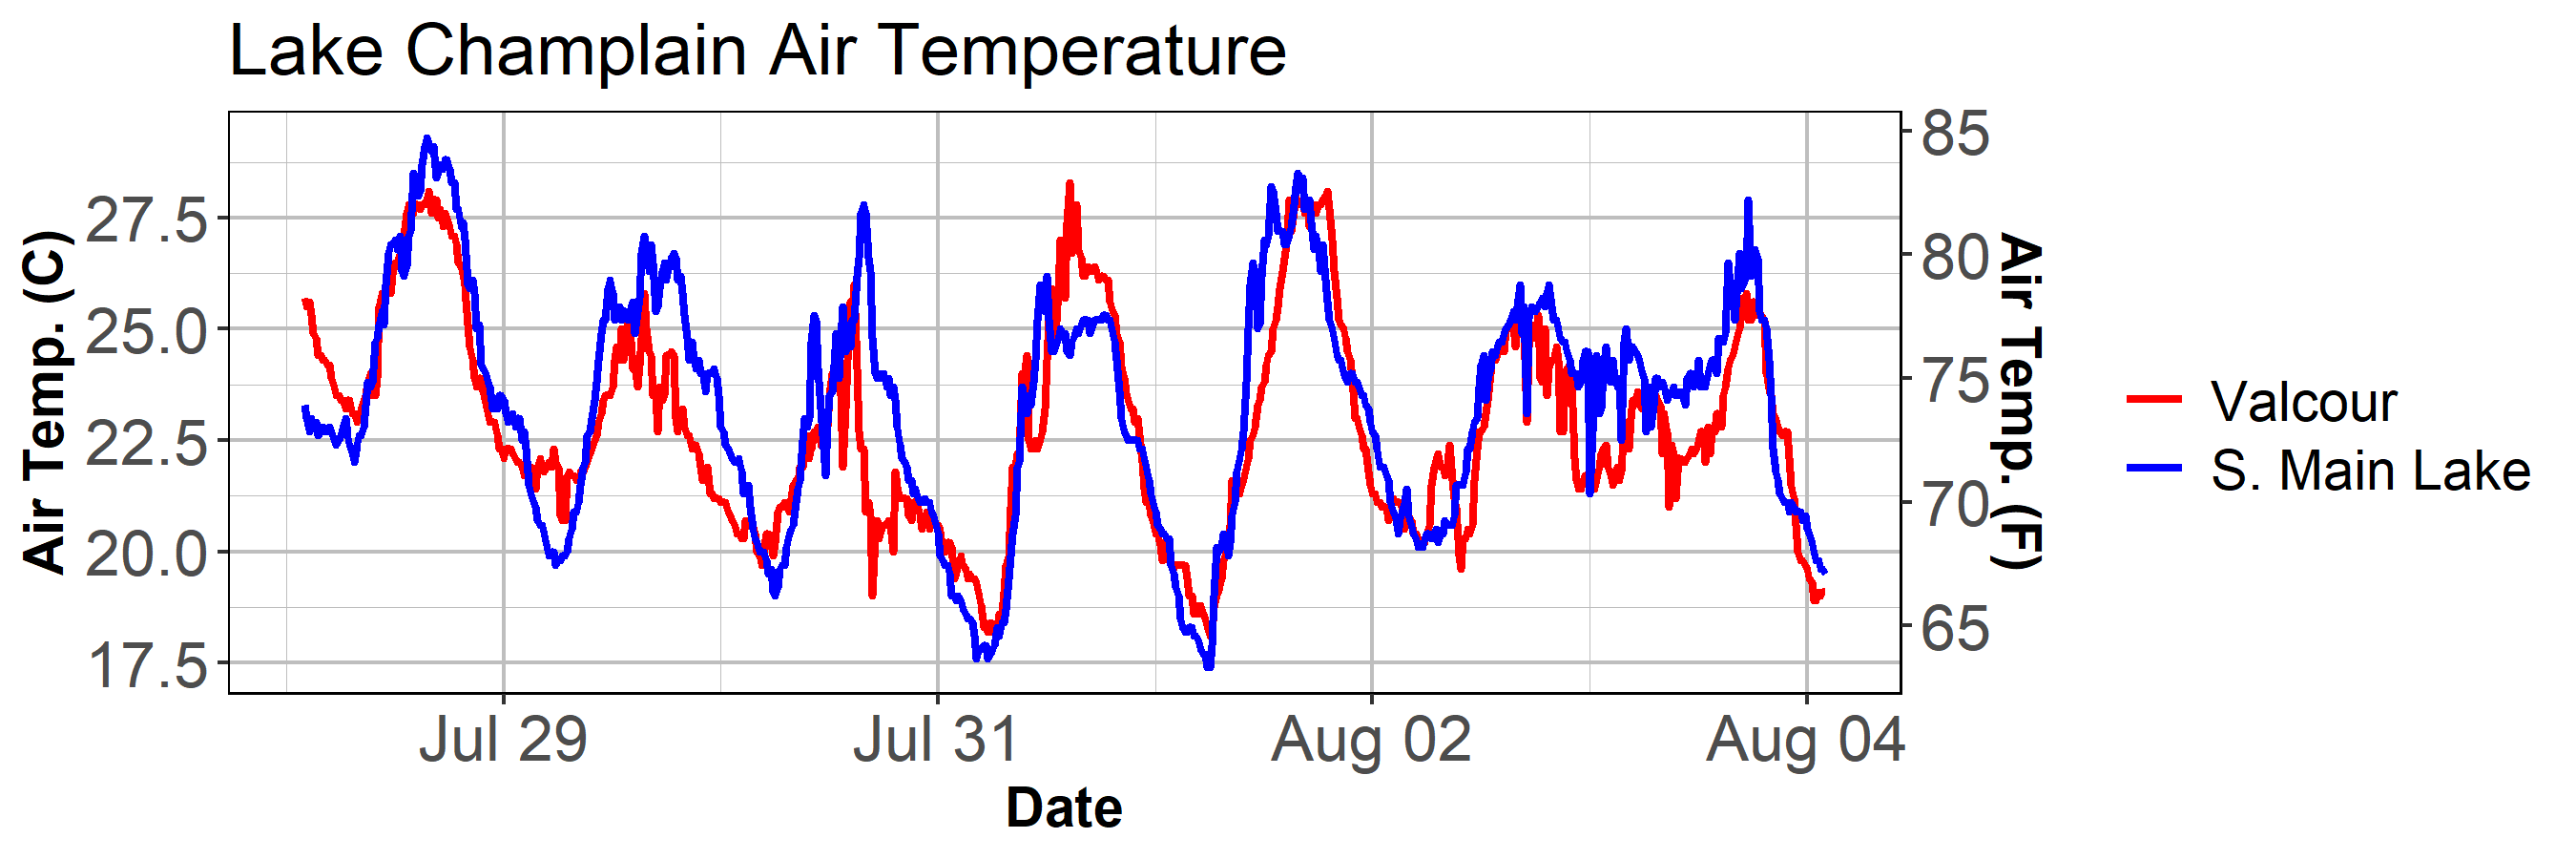 Lake Champlain Air Temperature
Air Temp. (C)
27.5
25.0
22.5
20.0
17.5
85
80
75
70
65
Air Temp. (F)
Jul 29
Jul 31
Aug 02
Aug 04
Date
Valcour
S. Main Lake